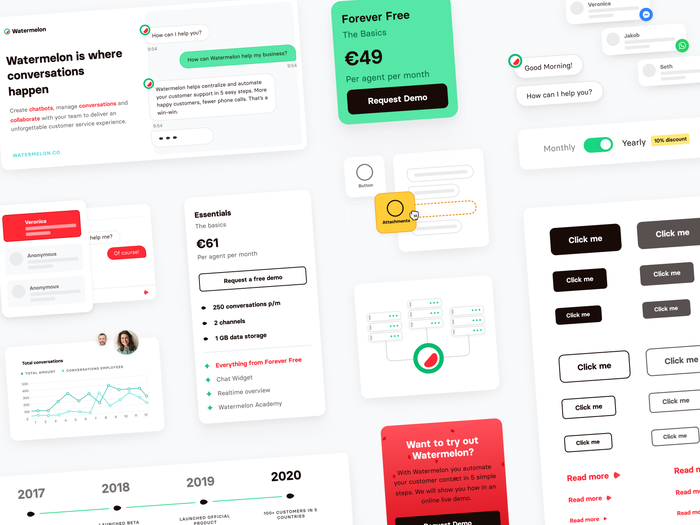 Watermelon
Watermelon is where
conversations
happen
Create chatbots, manage conversations and
collaborate with your team to deliver an
unforgettable customer service experience.
WATERMELON.CO
How can I help you?
9:54
How can Watermelon help my business?
9:54
Watermelon helps centralize and automate
your customer support in 5 easy steps. More
happy customers, fewer phone calls. That's a
win-win.
9:54
Forever Free
The Basics
€49
Per agent per month
Request Demo
Veronica
Jakob
Seth
Good Morning!
How can I help you?
Monthly
Yearly
10% discount
Button
Attachments
Veronica
Anonymous
Anonymous
help me?
Of course!
Essentials
The basics
€61
Per agent per month
Request a free demo
250 conversations p/m
2 channels
1 GB data storage
Everything from Forever Free
Chat Widget
Realtime overview
Watermelon Academy
Total conversations
TOTAL AMOUNT
CONVERSATIONS EMPLOYEES
Click me
Click me
Click me
Click me
Click me
Click me
Click me
Click me
Click me
Click me
Click me
Click me
Read more
Read more
Read more
Read more
Read more
Want to try out
Watermelon?
With Watermelon you automate
your customer contact in 5 simple
steps. We will show you how in an
online live demo.
Request Demo
2017
2018
2019
2020
LAUNCHED BETA
LAUNCHED OFFICIAL
PRODUCT
100+ CUSTOMERS IN 5
COUNTRIES